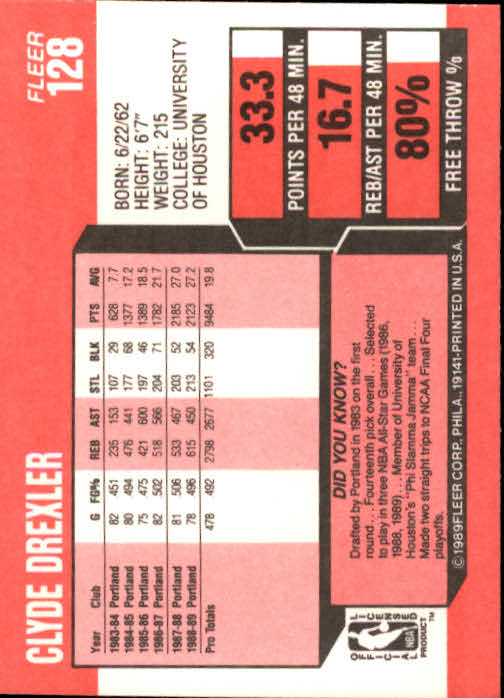 CLYDE DREXLER
FLEER
128
BORN: 6/22/62
HEIGHT: 6'7"
WEIGHT: 215
COLLEGE: UNIVERSITY
OF HOUSTON
Year Club G FG% REB AST STL BLK PTS AVG
1983-84 Portland 82 451 235 153 107 29 628 7.7
1984-85 Portland 80 494 476 441 177 68 1377 17.2
1985-86 Portland 75 475 421 600 197 46 1389 18.5
1986-87 Portland 82 502 518 566 204 71 1782 21.7
1987-88 Portland 81 506 533 467 203 52 2185 27.0
1988-89 Portland 78 496 615 450 213 54 2123 27.2
Pro Totals 478 492 2798 2677 1101 320 9484 19.8
33.3
POINTS PER 48 MIN.
16.7
REB/AST PER 48 MIN.
80%
FREE THROW %
DID YOU KNOW?
Drafted by Portland in 1983 on the first
round . . . Fourteenth pick overall . . . Selected
to play in three NBA All-Star Games (1986,
1988, 1989) . . . Member of University of
Houston's "Phi Slamma Jamma" team . . .
Made two straight trips to NCAA Final Four
playoffs.
OFFICIAL LICENSED
NBA
PRODUCT ™
©1989 FLEER CORP., PHILA., 19141-PRINTED IN U.S.A.